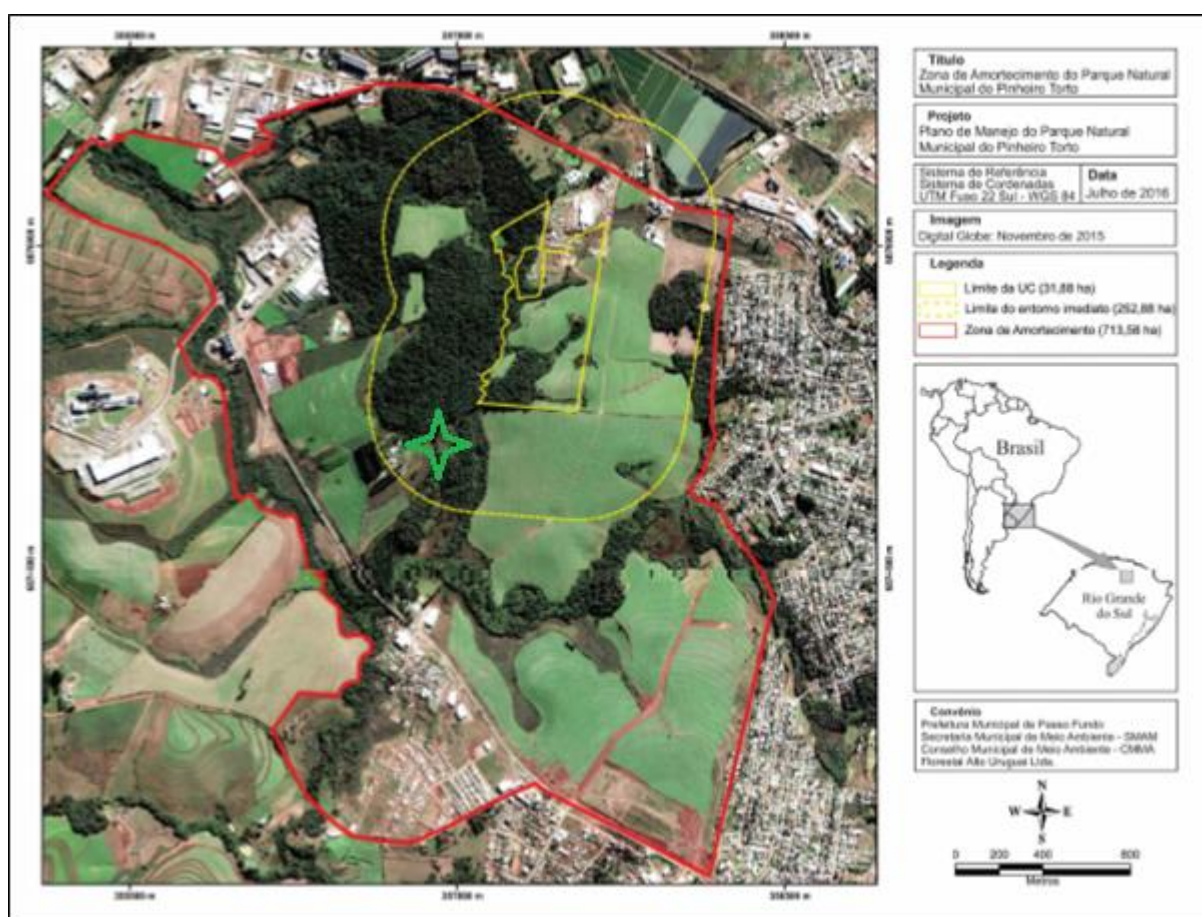 Título
Zona de Amortecimento do Parque Natural
Municipal do Pinheiro Torto
Projeto
Plano de Manejo do Parque Natural
Municipal do Pinheiro Torto
Sistema de Referência
Sistema de Cordenadas
UTM Fuso 22 Sul - WGS 84
Data
Julho de 2016
Imagem
Digital Globe: Novembro de 2015
Legenda
Limite da UC (31,88 ha)
Limite do entorno imediato (252,88 ha)
Zona de Amortecimento (713,58 ha)
Brasil
Rio Grande
do Sul
Convênio
Prefeitura Municipal de Passo Fundo
Secretaria Municipal de Meio Ambiente - SMAM
Conselho Municipal de Meio Ambiente - CMMA
Florestal Alto Uruguai Ltda.
N
W
E
S
0 200 400 800
Metros